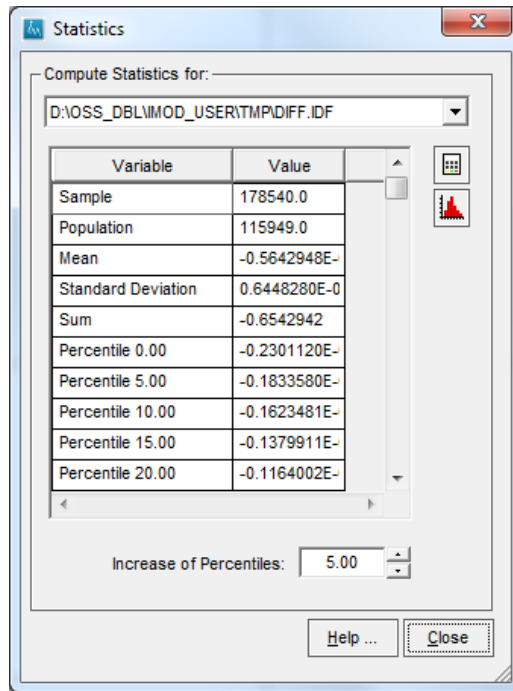 Statistics
Compute Statistics for:
D:\OSS_DBL\IMOD_USER\TMP\DIFF.IDF
Variable Value
Sample 178540.0
Population 115949.0
Mean -0.5642948E-
Standard Deviation 0.6448280E-0
Sum -0.6542942
Percentile 0.00 -0.2301120E-
Percentile 5.00 -0.1833580E-
Percentile 10.00 -0.1623481E-
Percentile 15.00 -0.1379911E-
Percentile 20.00 -0.1164002E-
Increase of Percentiles: 5.00
Help ... Close